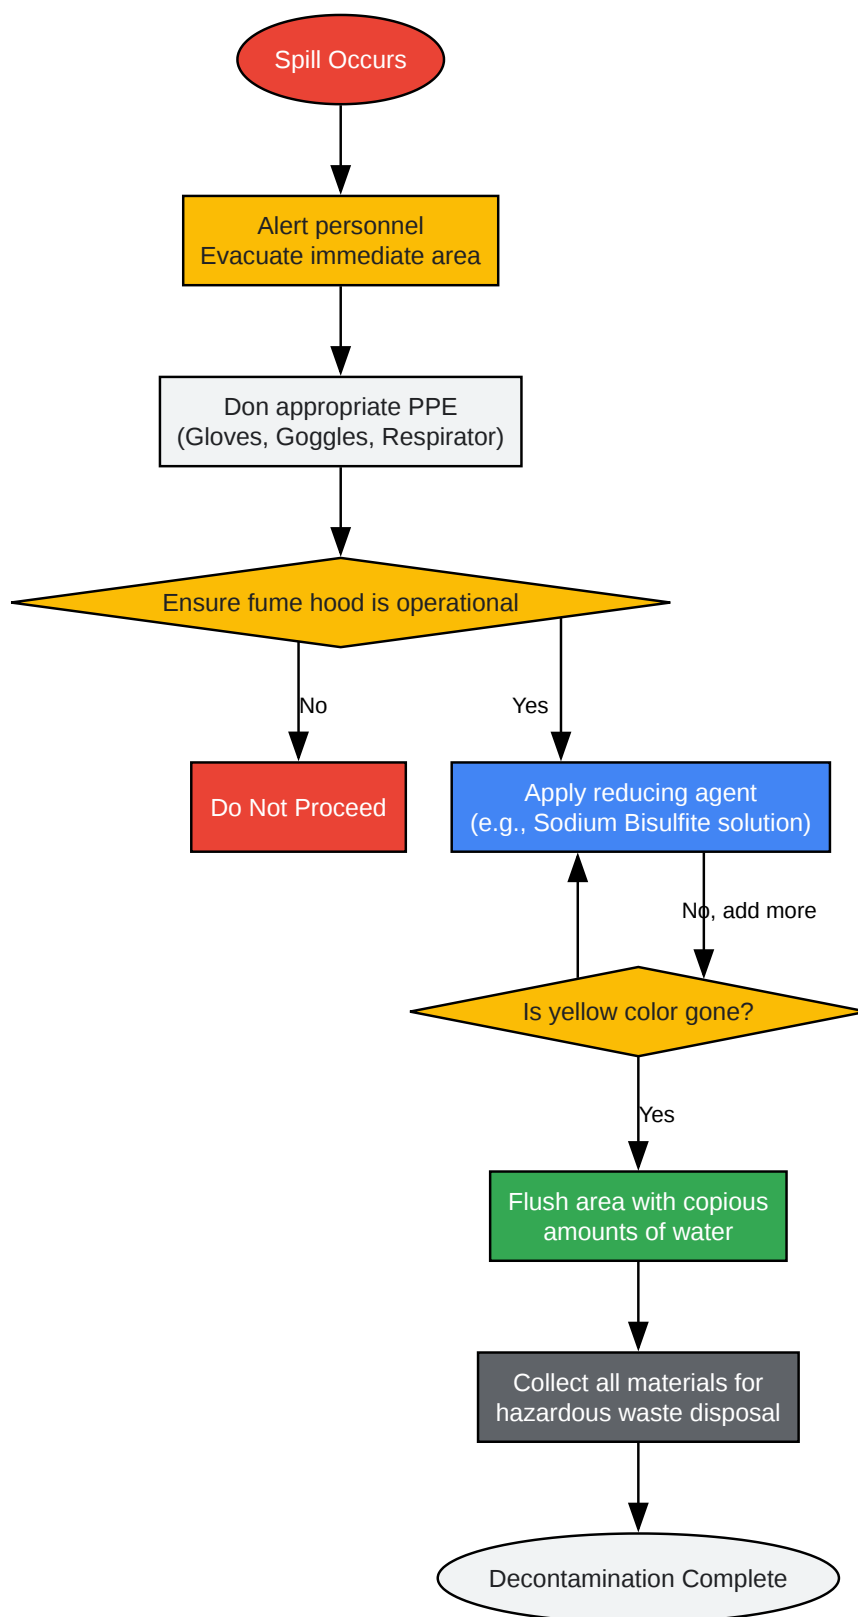 Spill Occurs
Alert personnel
Evacuate immediate area
Don appropriate PPE
(Gloves, Goggles, Respirator)
Ensure fume hood is operational
No
Yes
Do Not Proceed
Apply reducing agent
(e.g., Sodium Bisulfite solution)
No, add more
Is yellow color gone?
Yes
Flush area with copious
amounts of water
Collect all materials for
hazardous waste disposal
Decontamination Complete